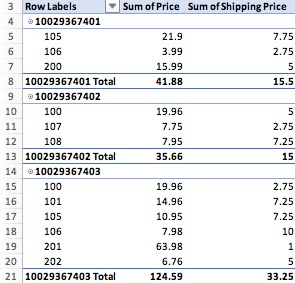 3 Row Labels Sum of Price Sum of Shipping Price
4 10029367401
5 105 21.9 7.75
6 106 3.99 2.75
7 200 15.99 5
8 10029367401 Total 41.88 15.5
9 10029367402
10 100 19.96 5
11 107 7.75 2.75
12 108 7.95 7.25
13 10029367402 Total 35.66 15
14 10029367403
15 100 19.96 2.75
16 101 14.96 7.25
17 105 10.95 7.25
18 106 7.98 10
19 201 63.98 1
20 202 6.76 5
21 10029367403 Total 124.59 33.25